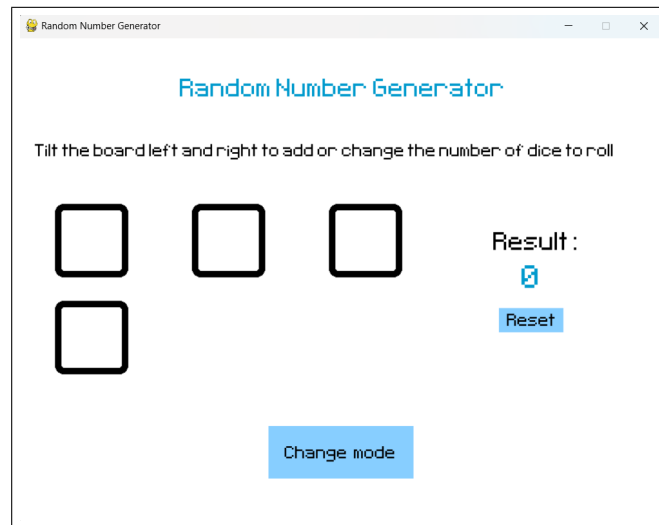 Random Number Generator
Random Number Generator
Tilt the board left and right to add or change the number of dice to roll
Result :
0
Reset
Change mode